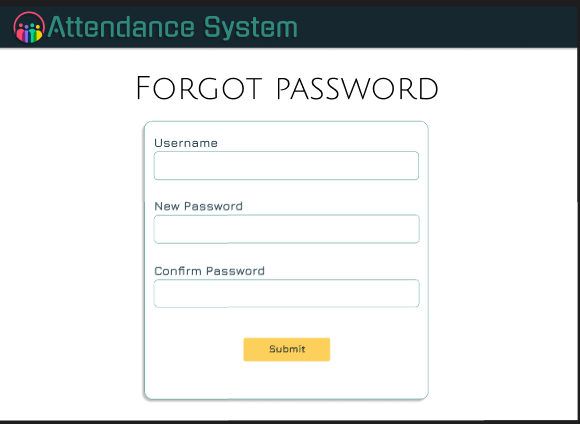 Attendance System
Forgot password
Username
New Password
Confirm Password
Submit